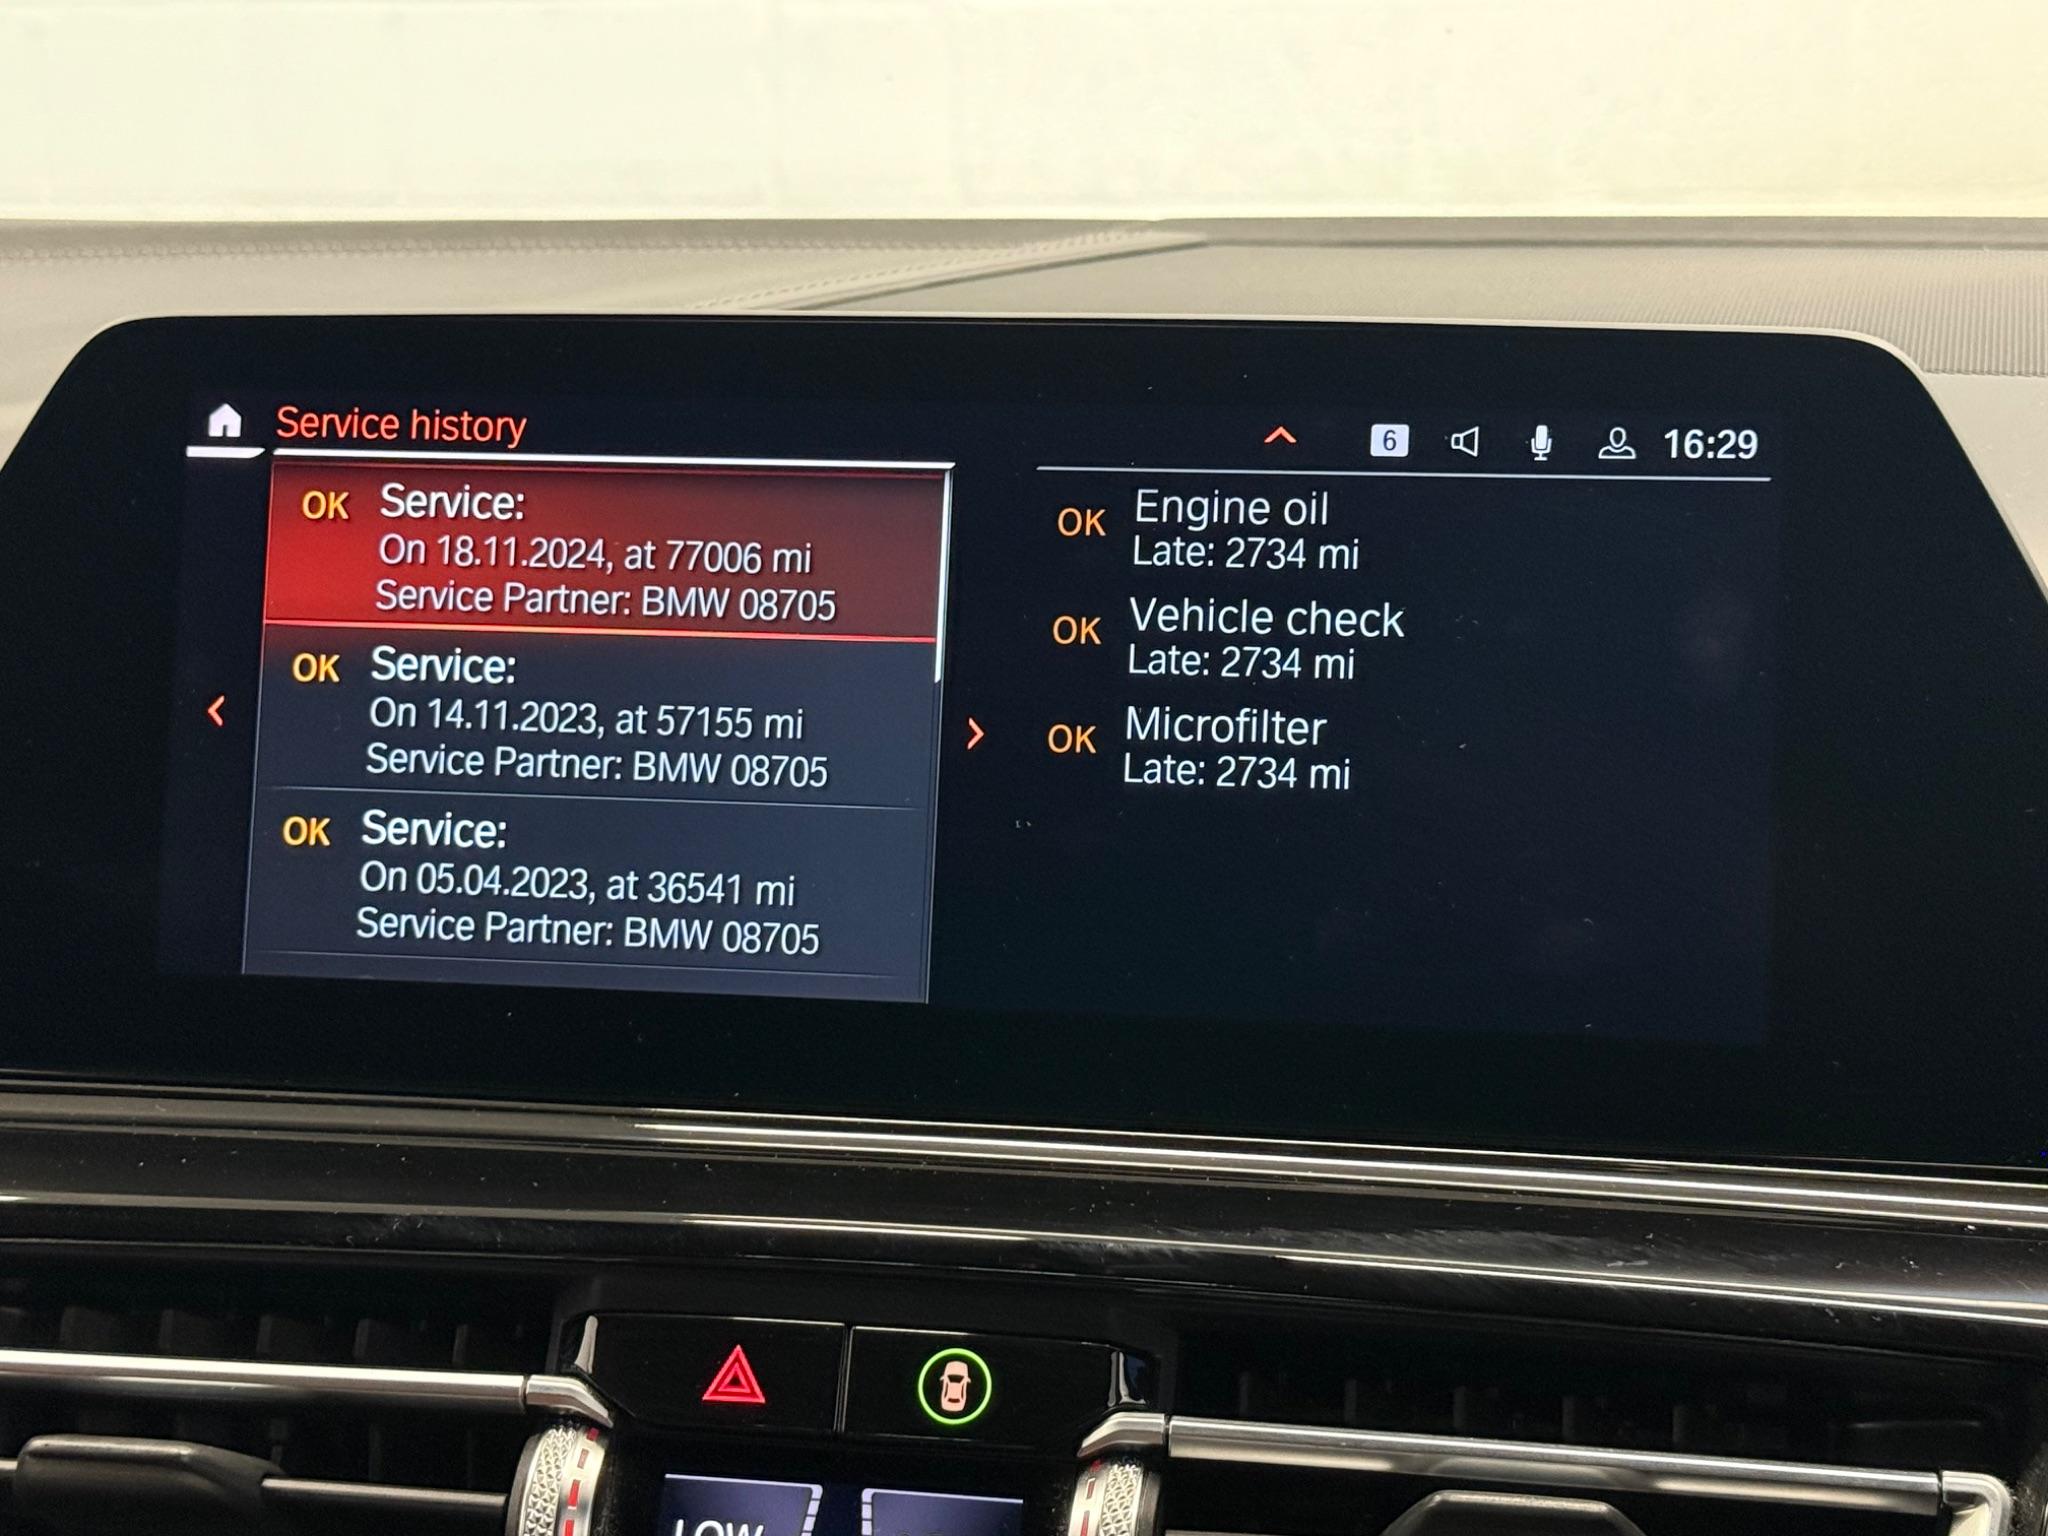 Service history
6
16:29
OK Service:
On 18.11.2024, at 77006 mi
Service Partner: BMW 08705
OK Service:
On 14.11.2023, at 57155 mi
Service Partner: BMW 08705
OK Service:
On 05.04.2023, at 36541 mi
Service Partner: BMW 08705
OK Engine oil
Late: 2734 mi
OK Vehicle check
Late: 2734 mi
OK Microfilter
Late: 2734 mi
LOW